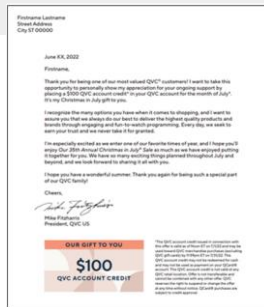 Firstname Lastname
Street Address
City ST 00000
June XX, 2022
Firstname,
Thank you for being one of our most valued QVC® customers! I want to take this
opportunity to personally show my appreciation for your ongoing support by
placing a $100 QVC account credit* in your QVC account for the month of July*.
It's my Christmas in July gift to you.
I recognize the many options you have when it comes to shopping, and I want to
assure you that we always do our best to deliver the highest quality products and
brands through engaging and fun-to-watch programming. Every day, we seek to
earn your trust and we never take it for granted.
I'm especially excited as we enter one of our favorite times of year, and I hope you'll
enjoy Our 25th Annual Christmas in July® Sale as much as we have enjoyed putting
it together for you. We have so many exciting things planned throughout July and
beyond, and we look forward to sharing it all with you.
I hope you have a wonderful summer. Thank you again for being such a special part
of our QVC family!
Cheers,
Mike Fitzharris
Mike Fitzharris
President, QVC US
OUR GIFT TO YOU
$100
QVC ACCOUNT CREDIT